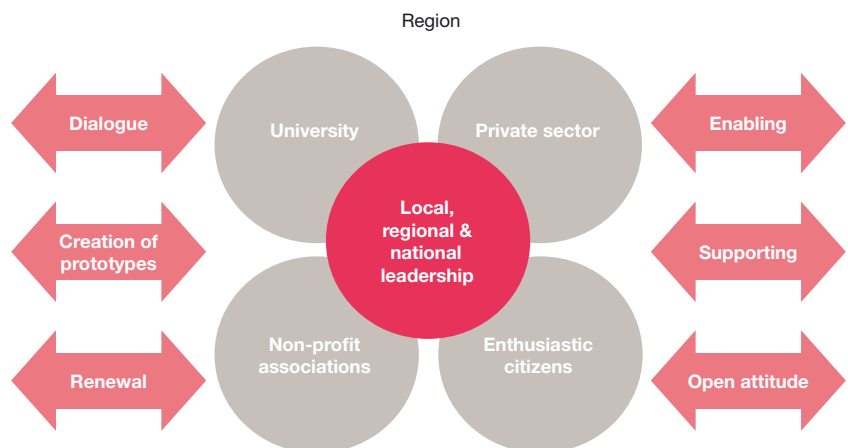 Region
Dialogue
University
Private sector
Enabling
Local,
regional &
national
leadership
Creation of
prototypes
Supporting
Non-profit
associations
Enthusiastic
citizens
Renewal
Open attitude